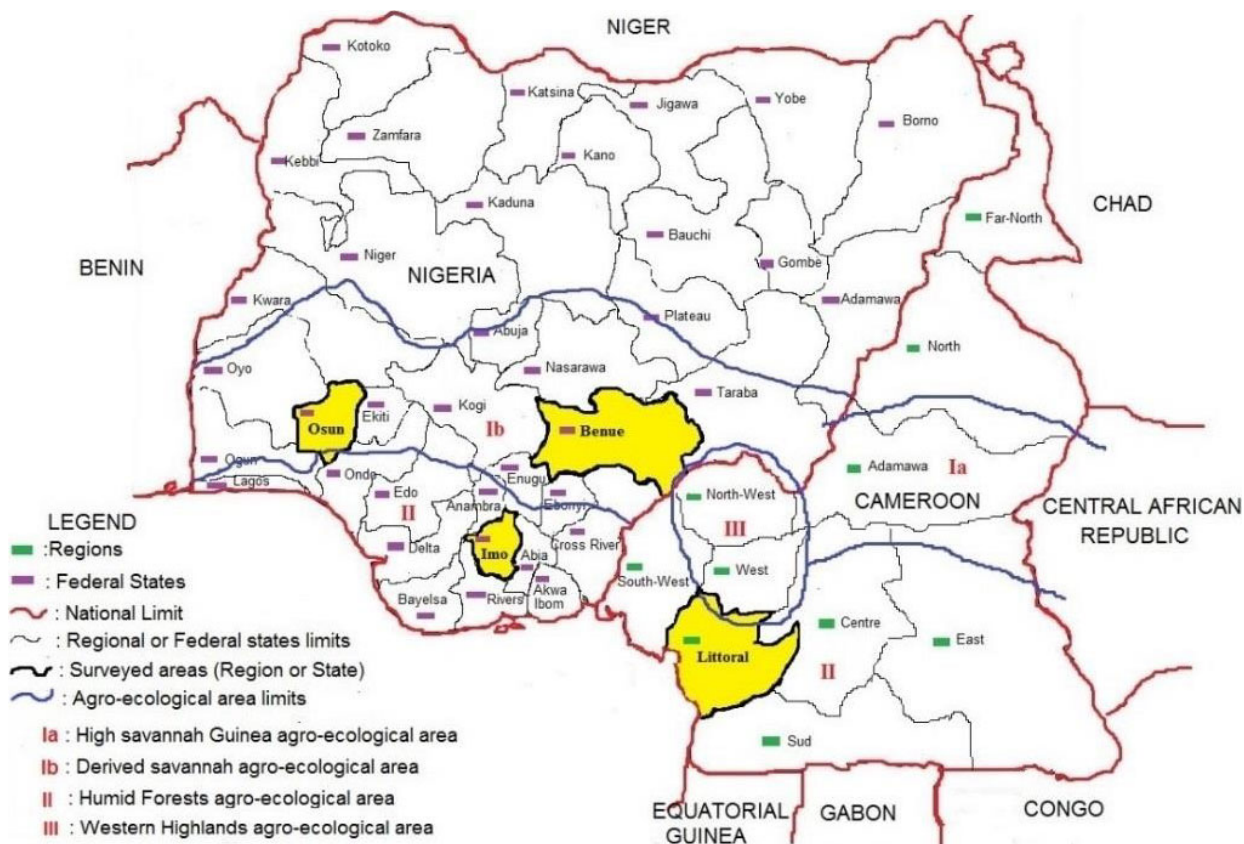 NIGER
Kotoko
Katsina
Jigawa
Yobe
Borno
Zamfara
Kebbi
Kano
CHAD
Kaduna
Far-North
Bauchi
BENIN
Niger
NIGERIA
Gombe
Kwara
Adamawa
Plateau
Abuja
North
Oyo
Nasarawa
Taraba
Kogi
Ekiti
Osun
Ib
Benue
Ogun
Lagos
Ondo
Enugu
Adamawa
Ia
Edo
II
Anambra
Ebonyi
North-West
III
CAMEROON
CENTRAL AFRICAN
REPUBLIC
Delta
Imo
Abia
Cross River
South-West
West
Bayelsa
Rivers
Akwa
Ibom
Littoral
Centre
II
East
Sud
EQUATORIAL
GUINEA
GABON
CONGO
LEGEND
:Regions
: Federal States
: National Limit
: Regional or Federal states limits
: Surveyed areas (Region or State)
: Agro-ecological area limits
Ia : High savannah Guinea agro-ecological area
Ib : Derived savannah agro-ecological area
II : Humid Forests agro-ecological area
III : Western Highlands agro-ecological area